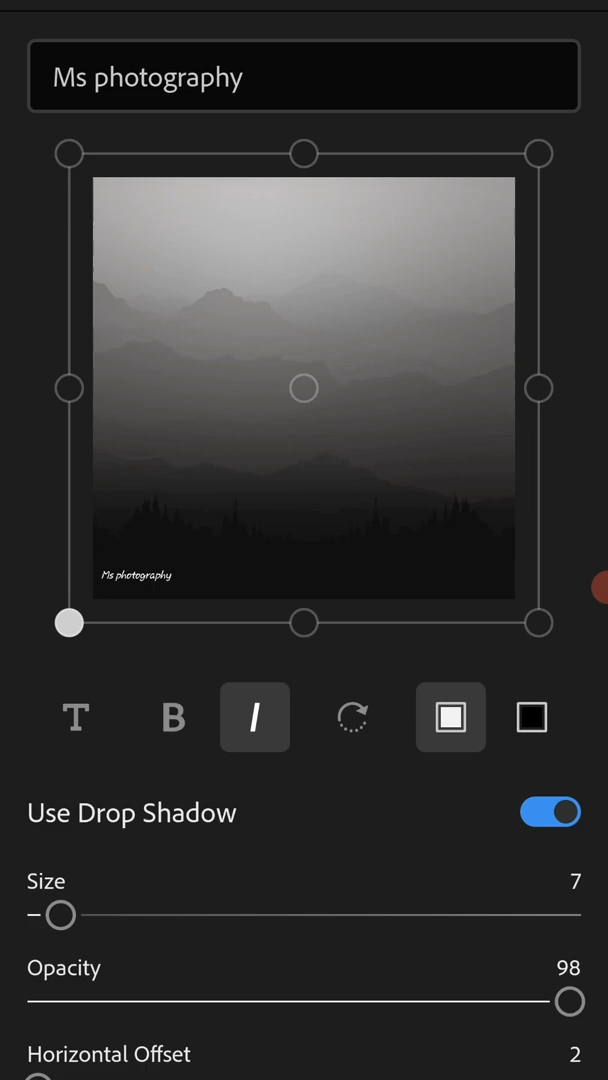 Ms photography
Ms photography
T B I
Use Drop Shadow
Size 7
Opacity 98
Horizontal Offset 2